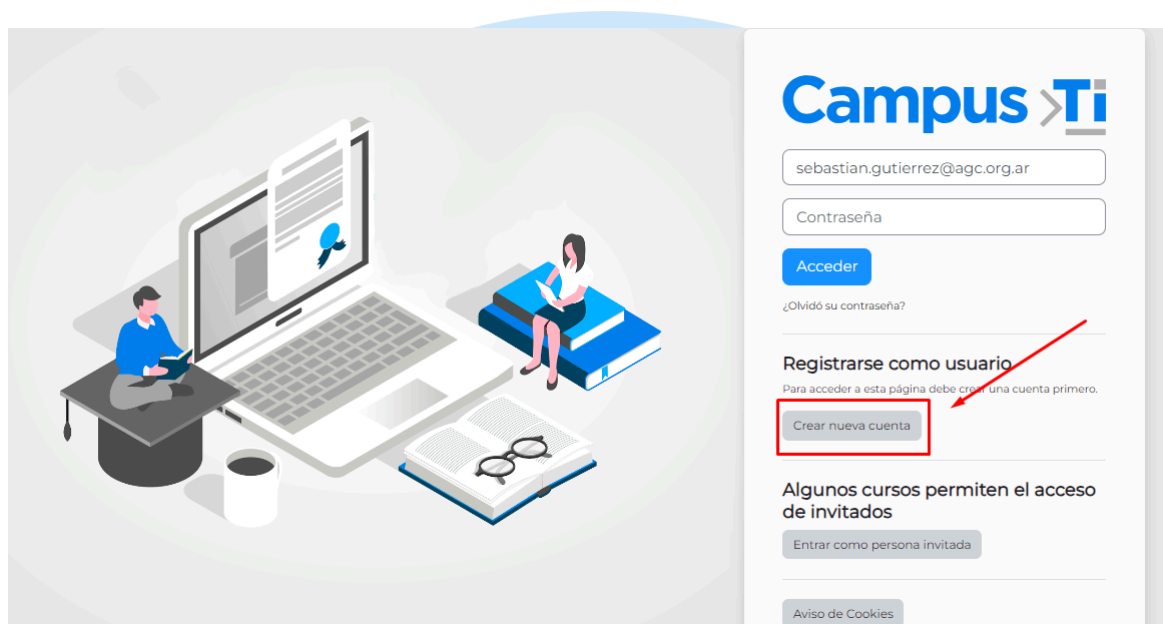 Campus Ti
sebastian.gutierrez@agc.org.ar
Contraseña
Acceder
¿Olvidó su contraseña?
Registrarse como usuario
Para acceder a esta página debe crear una cuenta primero.
Crear nueva cuenta
Algunos cursos permiten el acceso
de invitados
Entrar como persona invitada
Aviso de Cookies